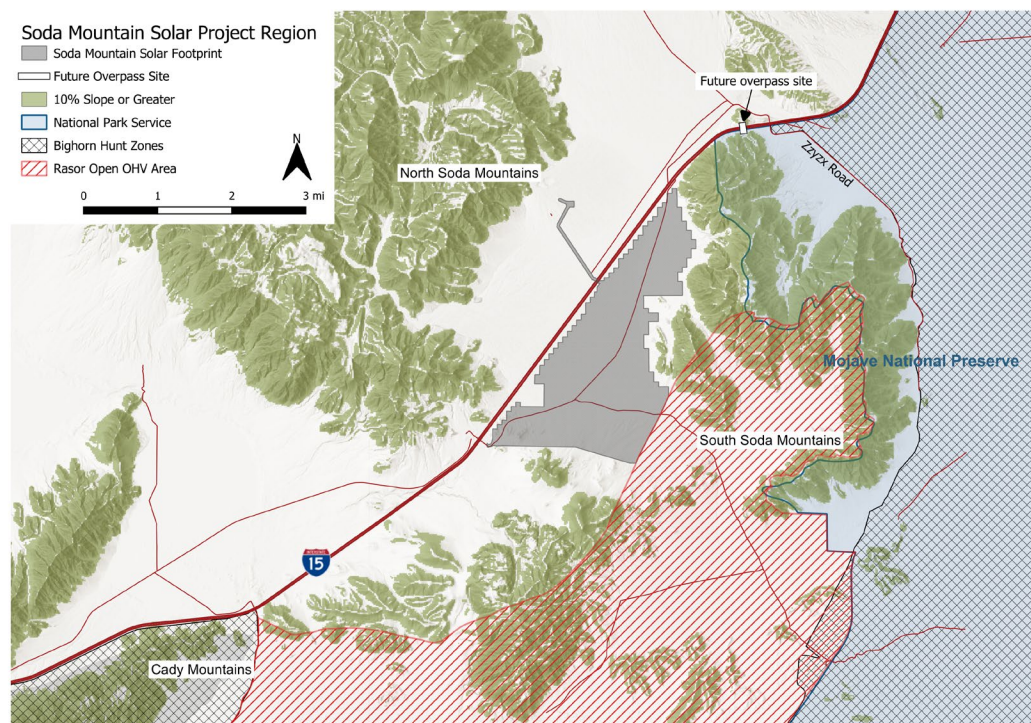 Soda Mountain Solar Project Region
Soda Mountain Solar Footprint
Future Overpass Site
10% Slope or Greater
National Park Service
Bighorn Hunt Zones
Rasor Open OHV Area
N
0 1 2 3 mi
Future overpass site
Zzyzx Road
North Soda Mountains
Mojave National Preserve
South Soda Mountains
15
Cady Mountains